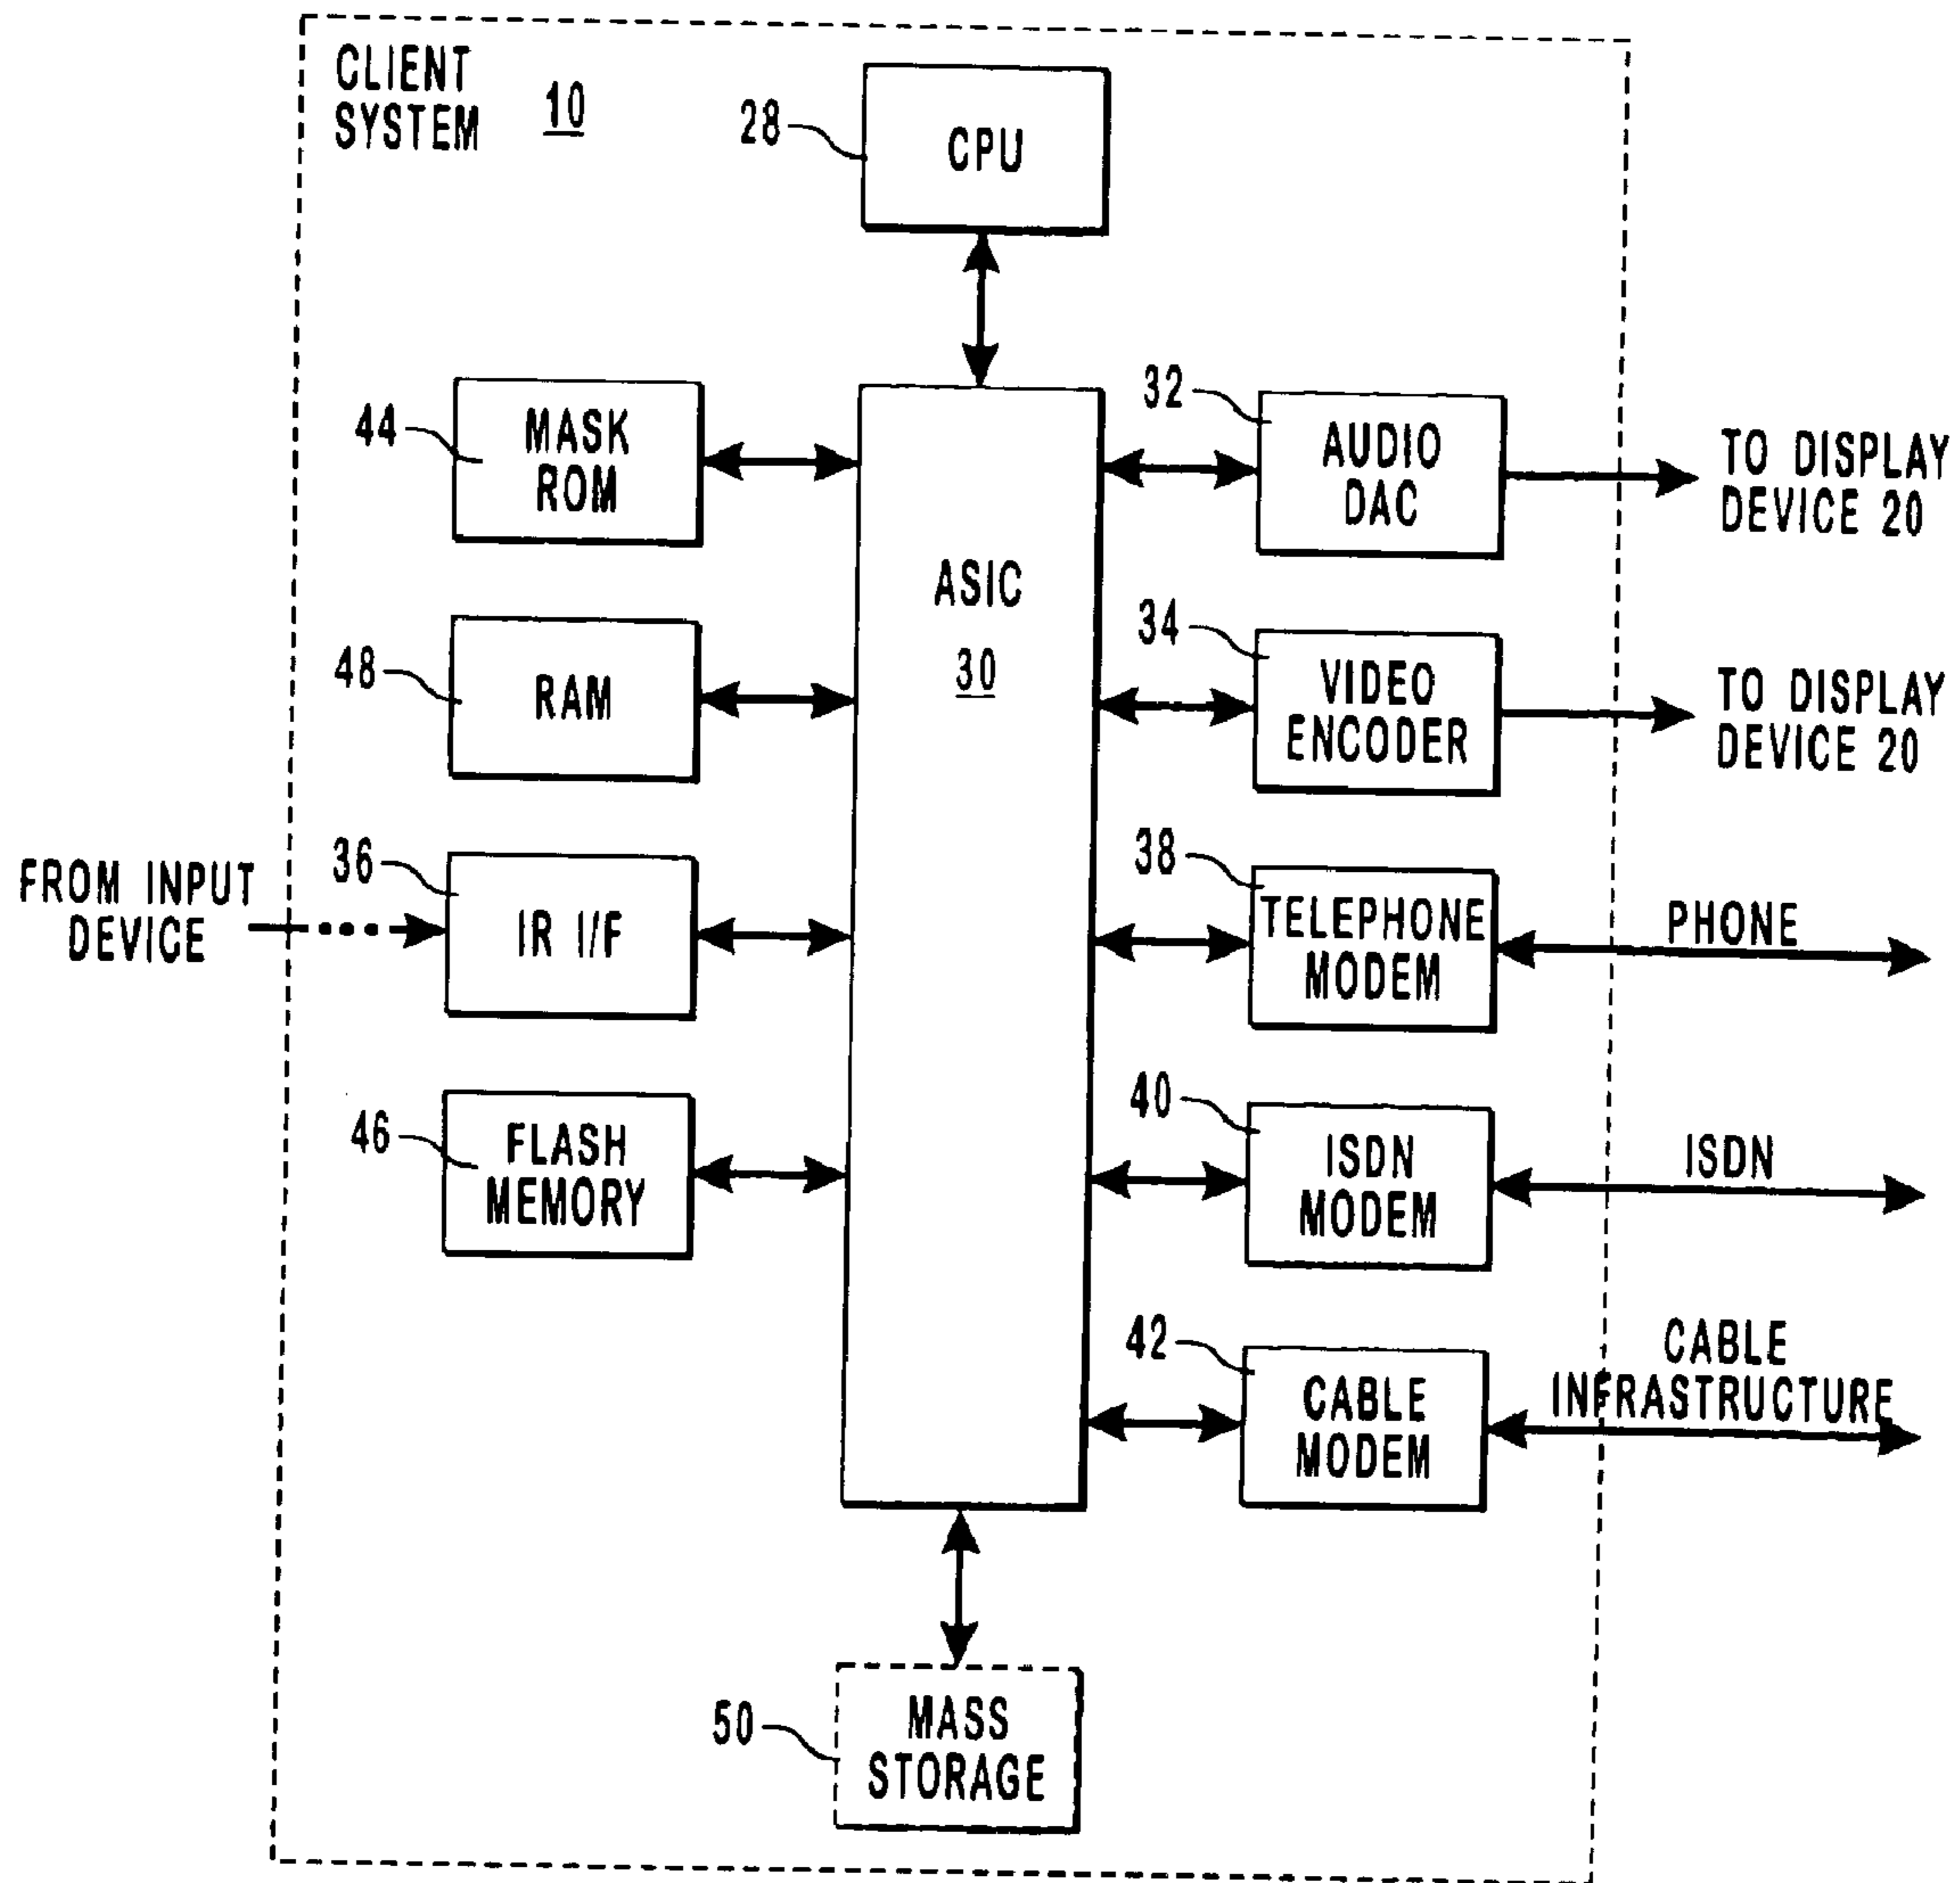 CLIENT
SYSTEM
10
28
CPU
44
MASK
ROM
32
AUDIO
DAC
TO DISPLAY
DEVICE 20
ASIC
30
48
RAM
34
VIDEO
ENCODER
TO DISPLAY
DEVICE 20
FROM INPUT
DEVICE
36
IR I/F
38
TELEPHONE
MODEM
PHONE
46
FLASH
MEMORY
40
ISDN
MODEM
ISDN
42
CABLE
MODEM
CABLE
INFRASTRUCTURE
50
MASS
STORAGE